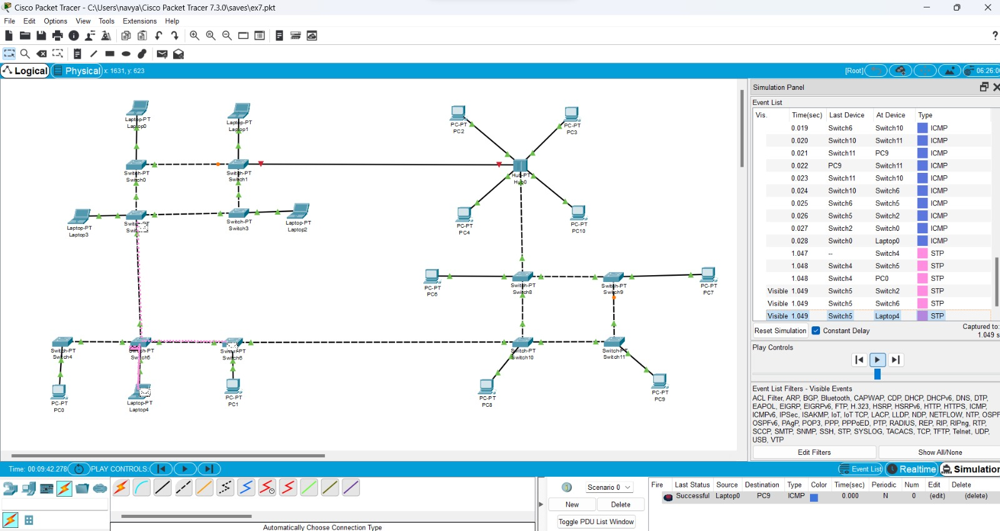 Cisco Packet Tracer - C:\Users\navya\Cisco Packet Tracer 7.3.0\saves\ex7.pkt
File Edit Options View Tools Extensions Help
Logical Physical x: 1631, y: 623 [Root] 06:26:0
Simulation Panel
Event List
Vis. Time(sec) Last Device At Device Type
0.019 Switch6 Switch10 ICMP
0.020 Switch10 Switch11 ICMP
0.021 Switch11 PC9 ICMP
0.022 PC9 Switch11 ICMP
0.023 Switch11 Switch10 ICMP
0.024 Switch10 Switch6 ICMP
0.025 Switch6 Switch5 ICMP
0.026 Switch5 Switch2 ICMP
0.027 Switch2 Switch0 ICMP
0.028 Switch0 Laptop0 ICMP
1.047 -- Switch4 STP
1.048 Switch4 Switch5 STP
1.048 Switch4 PC0 STP
Visible 1.049 Switch5 Switch2 STP
Visible 1.049 Switch5 Switch6 STP
Visible 1.049 Switch5 Laptop4 STP
Reset Simulation Constant Delay Captured to:
1.049 s
Play Controls
Event List Filters - Visible Events
ACL Filter, ARP, BGP, Bluetooth, CAPWAP, CDP, DHCP, DHCPv6, DNS, DTP,
EAPOL, EIGRP, EIGRPv6, FTP, H.323, HSRP, HSRPv6, HTTP, HTTPS, ICMP,
ICMPv6, IPSec, ISAKMP, IoT, IoT TCP, LACP, LLDP, NDP, NETFLOW, NTP, OSPF
OSPFv6, PAgP, POP3, PPP, PPPoED, PTP, RADIUS, REP, RIP, RIPng, RTP,
SCCP, SMTP, SNMP, SSH, STP, SYSLOG, TACACS, TCP, TFTP, Telnet, UDP,
USB, VTP
Edit Filters Show All/None
Laptop-PT
Laptop0
Laptop-PT
Laptop1
PC-PT
PC2
PC-PT
PC3
Switch-PT
Switch0
Switch-PT
Switch1
Hub-PT
Hub0
Laptop-PT
Laptop3
Switch-PT
Switch-PT
Switch3
Laptop-PT
Laptop2
PC-PT
PC4
PC-PT
PC10
PC-PT
PC6
Switch-PT
Switch8
Switch-PT
Switch9
PC-PT
PC7
Switch-PT
Switch4
Switch-PT
Switch5
Switch-PT
Switch6
Switch-PT
Switch10
Switch-PT
Switch11
PC-PT
PC0
Laptop-PT
Laptop4
PC-PT
PC1
PC-PT
PC8
PC-PT
PC9
Time: 00:09:42.278 PLAY CONTROLS: Event List Realtime Simulation
Scenario 0
New Delete
Toggle PDU List Window
Fire Last Status Source Destination Type Color Time(sec) Periodic Num Edit Delete
Successful Laptop0 PC9 ICMP 0.000 N 0 (edit) (delete)
Automatically Choose Connection Type